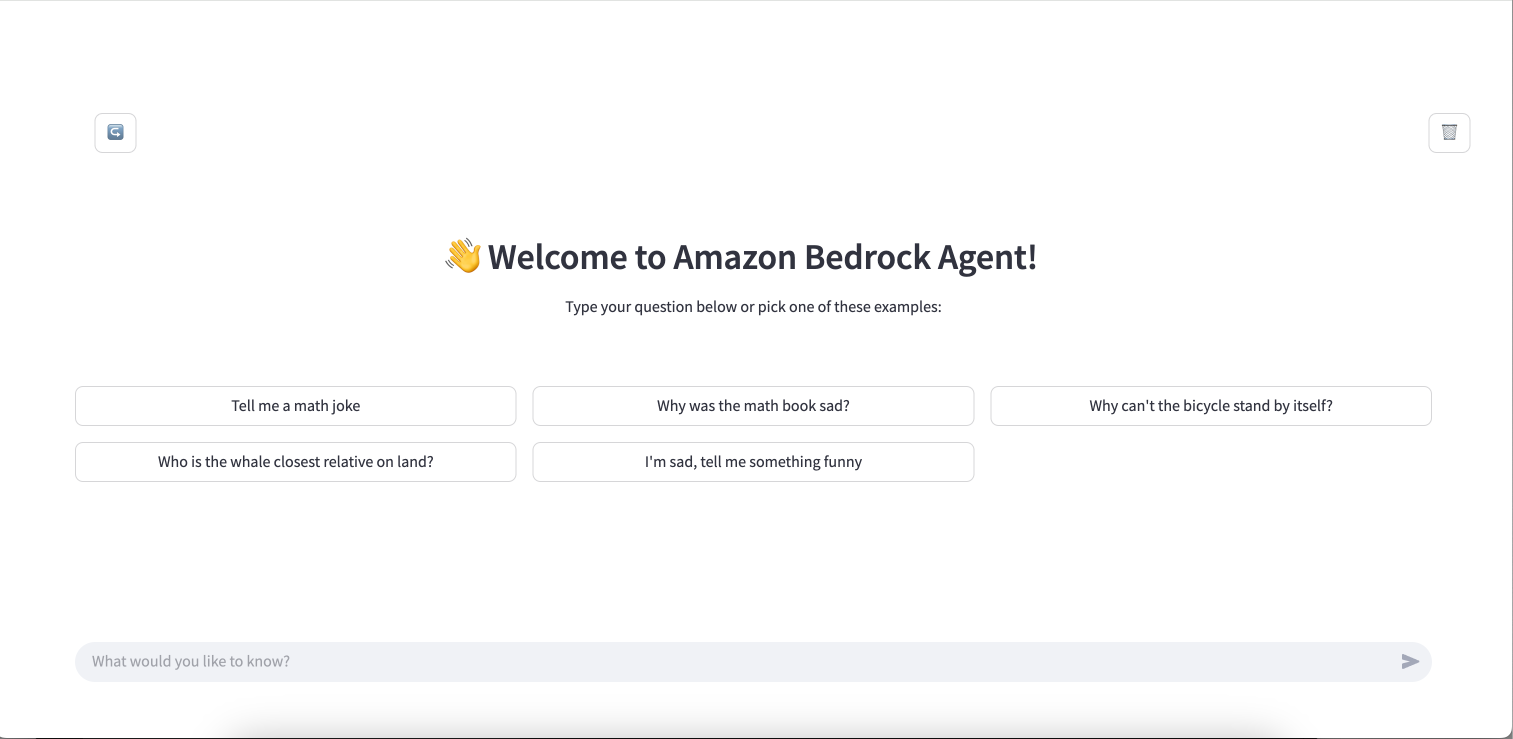 👋 Welcome to Amazon Bedrock Agent!
Type your question below or pick one of these examples:
Tell me a math joke
Why was the math book sad?
Why can't the bicycle stand by itself?
Who is the whale closest relative on land?
I'm sad, tell me something funny
What would you like to know?